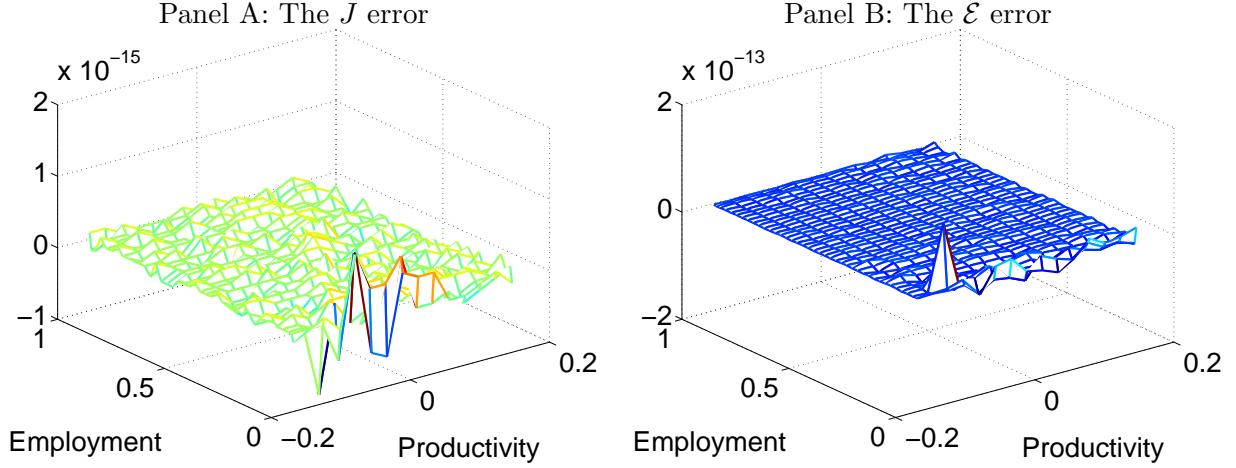 Panel A: The J error
x 10⁻¹⁵
2
1
0
−1
1
0.5
0
−0.2
0
0.2
Employment
Productivity
Panel B: The ℰ error
x 10⁻¹³
2
0
−2
1
0.5
0
−0.2
0
0.2
Employment
Productivity